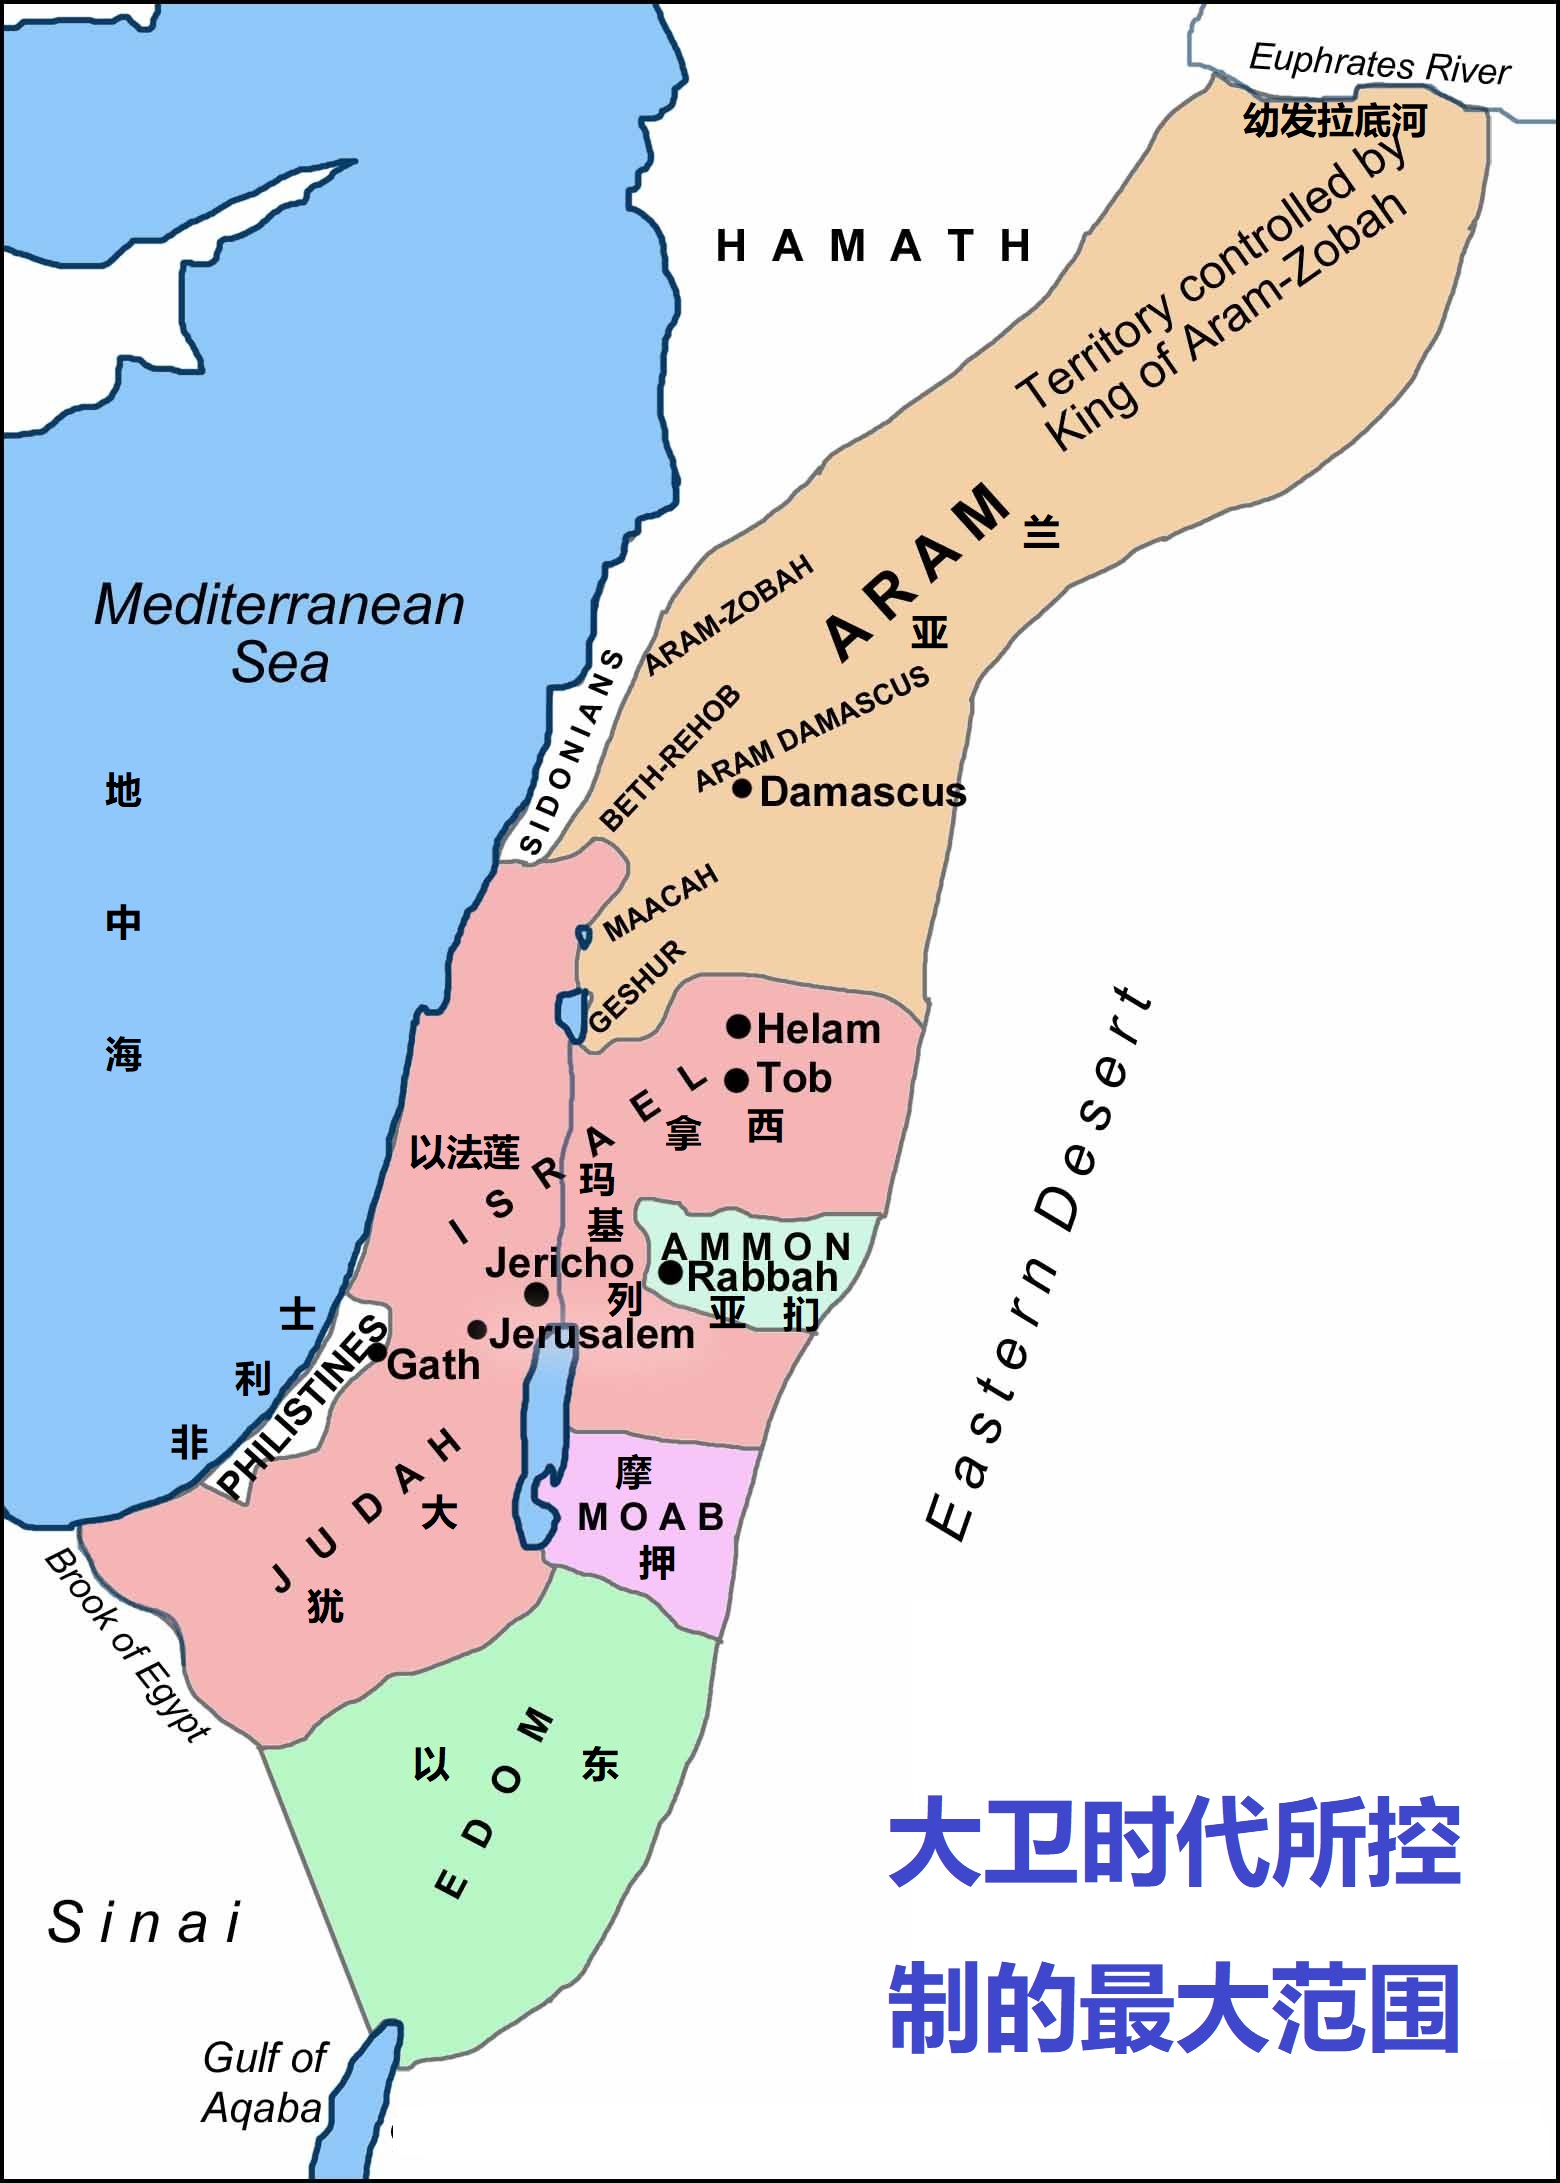 Euphrates River
幼发拉底河
Territory controlled by
King of Aram-Zobah
HAMATH
ARAM
亚兰
ARAM-ZOBAH
Mediterranean
Sea
地中海
SIDONIANS
BETH-REHOB
ARAM DAMASCUS
Damascus
MAACAH
GESHUR
Helam
Tob
Eastern Desert
ISRAEL
以法莲
玛拿西
基列
AMMON
Rabbah
亚扪
Jericho
Jerusalem
Gath
PHILISTINES
非利士
JUDAH
犹大
摩
MOAB
押
Brook of Egypt
EDOM
以东
Sinai
Gulf of
Aqaba
大卫时代所控
制的最大范围